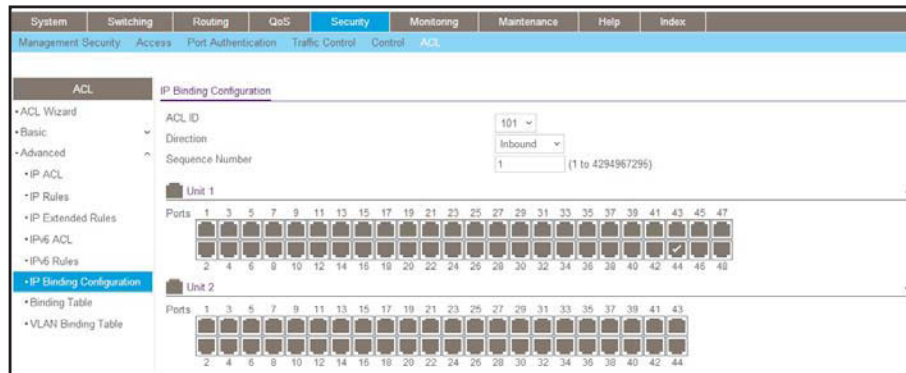 System Switching Routing QoS Security Monitoring Maintenance Help Index
Management Security Access Port Authentication Traffic Control Control ACL
ACL
•ACL Wizard
•Basic
•Advanced
•IP ACL
•IP Rules
•IP Extended Rules
•IPv6 ACL
•IPv6 Rules
•IP Binding Configuration
•Binding Table
•VLAN Binding Table
IP Binding Configuration
ACL ID 101
Direction Inbound
Sequence Number 1 (1 to 4294967295)
Unit 1
Ports 1 3 5 7 9 11 13 15 17 19 21 23 25 27 29 31 33 35 37 39 41 43 45 47
2 4 6 8 10 12 14 16 18 20 22 24 26 28 30 32 34 36 38 40 42 44 46 48
Unit 2
Ports 1 3 5 7 9 11 13 15 17 19 21 23 25 27 29 31 33 35 37 39 41 43
2 4 6 8 10 12 14 16 18 20 22 24 26 28 30 32 34 36 38 40 42 44